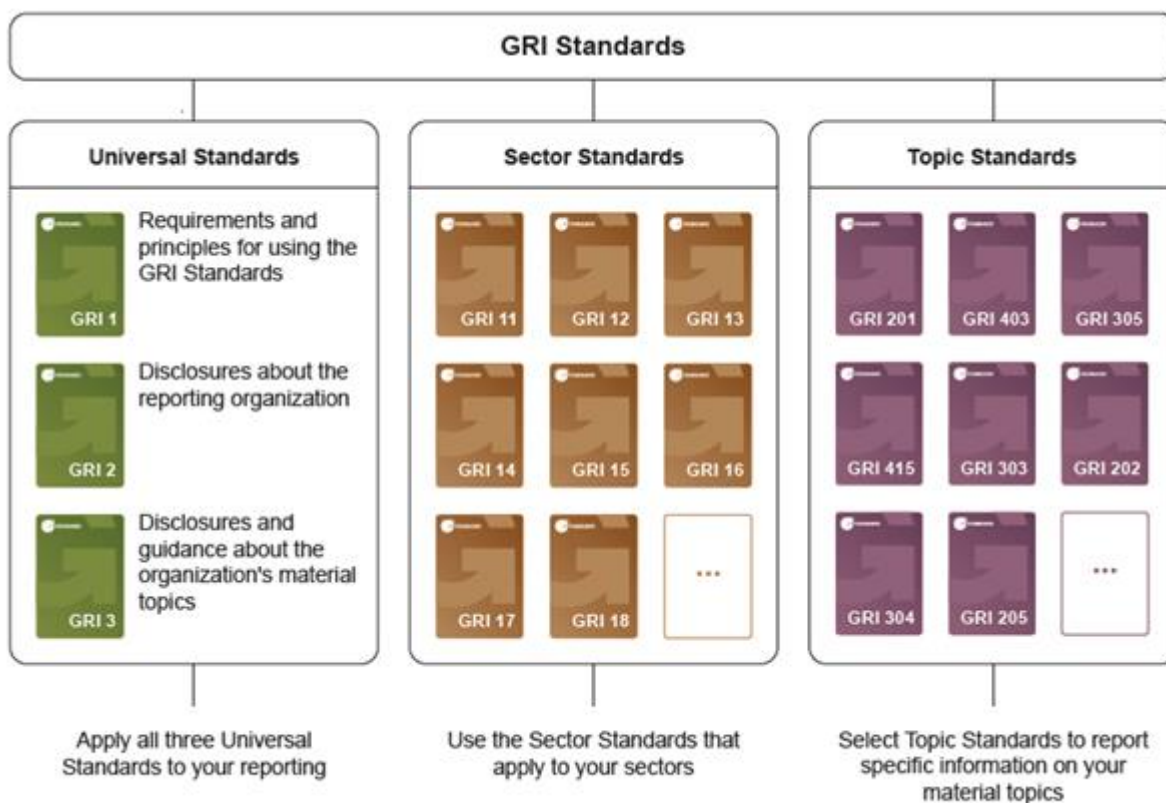 GRI Standards
Universal Standards
GRI 1
Requirements and
principles for using the
GRI Standards
GRI 2
Disclosures about the
reporting organization
GRI 3
Disclosures and
guidance about the
organization's material
topics
Apply all three Universal
Standards to your reporting
Sector Standards
GRI 11
GRI 12
GRI 13
GRI 14
GRI 15
GRI 16
GRI 17
GRI 18
...
Use the Sector Standards that
apply to your sectors
Topic Standards
GRI 201
GRI 403
GRI 305
GRI 415
GRI 303
GRI 202
GRI 304
GRI 205
...
Select Topic Standards to report
specific information on your
material topics